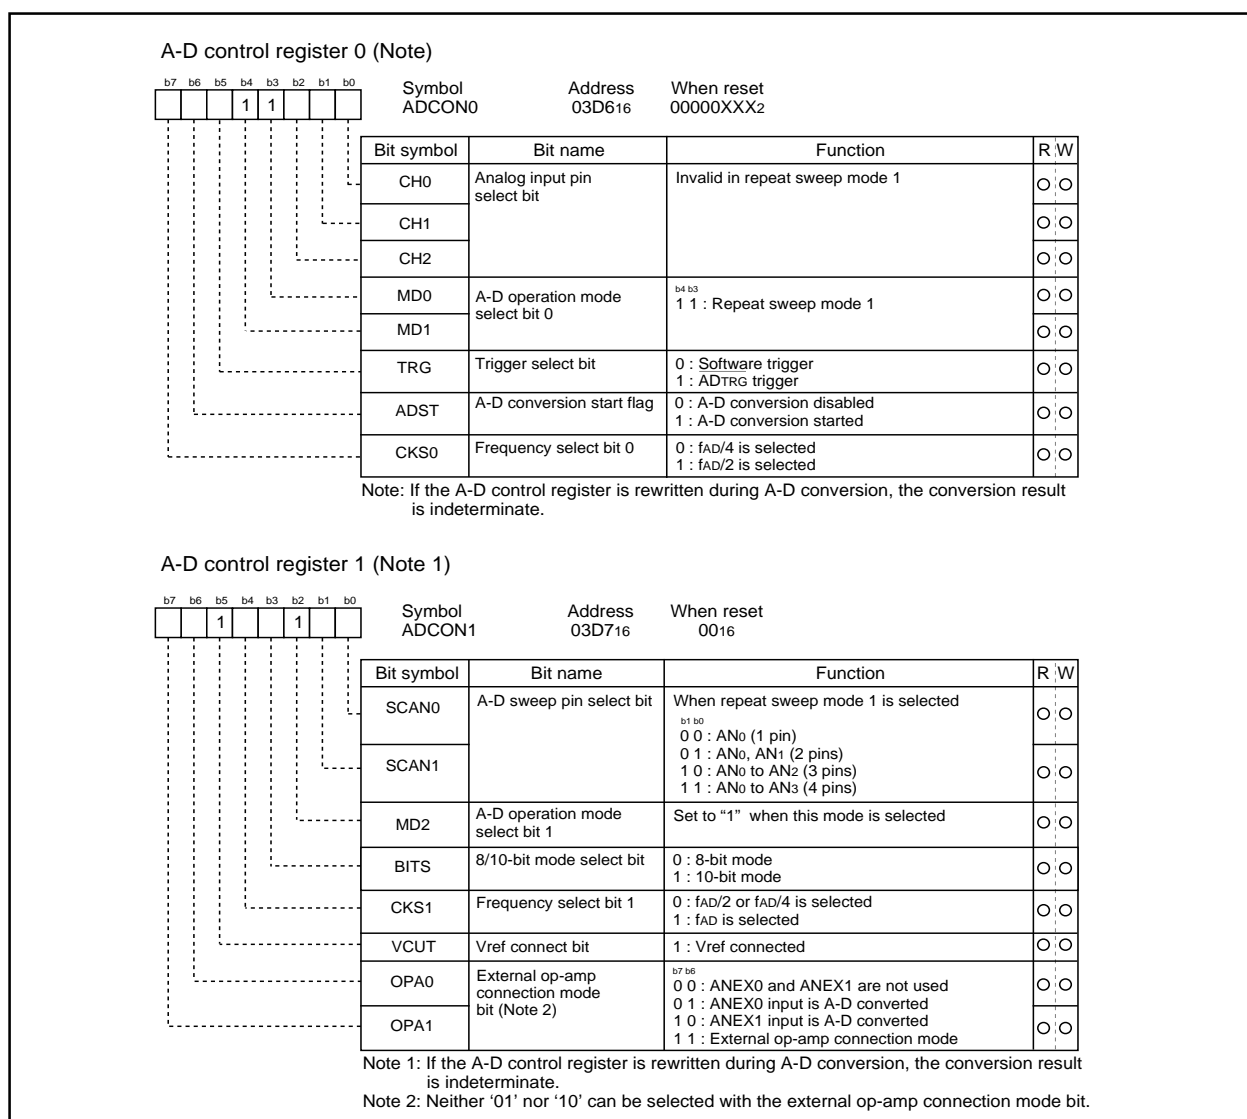 A-D control register 0 (Note)
b7 b6 b5 b4 b3 b2 b1 b0
1 1
Symbol Address When reset
ADCON0 03D616 00000XXX2
Bit symbol Bit name Function R W
CH0 Analog input pin select bit Invalid in repeat sweep mode 1
CH1
CH2
MD0 A-D operation mode select bit 0 b4 b3
1 1 : Repeat sweep mode 1
MD1
TRG Trigger select bit 0 : Software trigger
1 : ADTRG trigger
ADST A-D conversion start flag 0 : A-D conversion disabled
1 : A-D conversion started
CKS0 Frequency select bit 0 0 : fAD/4 is selected
1 : fAD/2 is selected
Note: If the A-D control register is rewritten during A-D conversion, the conversion result
is indeterminate.
A-D control register 1 (Note 1)
b7 b6 b5 b4 b3 b2 b1 b0
1 1
Symbol Address When reset
ADCON1 03D716 0016
Bit symbol Bit name Function R W
SCAN0 A-D sweep pin select bit When repeat sweep mode 1 is selected
b1 b0
0 0 : AN0 (1 pin)
0 1 : AN0, AN1 (2 pins)
SCAN1 1 0 : AN0 to AN2 (3 pins)
1 1 : AN0 to AN3 (4 pins)
MD2 A-D operation mode select bit 1 Set to “1” when this mode is selected
BITS 8/10-bit mode select bit 0 : 8-bit mode
1 : 10-bit mode
CKS1 Frequency select bit 1 0 : fAD/2 or fAD/4 is selected
1 : fAD is selected
VCUT Vref connect bit 1 : Vref connected
OPA0 External op-amp connection mode bit (Note 2) b7 b6
0 0 : ANEX0 and ANEX1 are not used
0 1 : ANEX0 input is A-D converted
OPA1 1 0 : ANEX1 input is A-D converted
1 1 : External op-amp connection mode
Note 1: If the A-D control register is rewritten during A-D conversion, the conversion result
is indeterminate.
Note 2: Neither ‘01’ nor ‘10’ can be selected with the external op-amp connection mode bit.